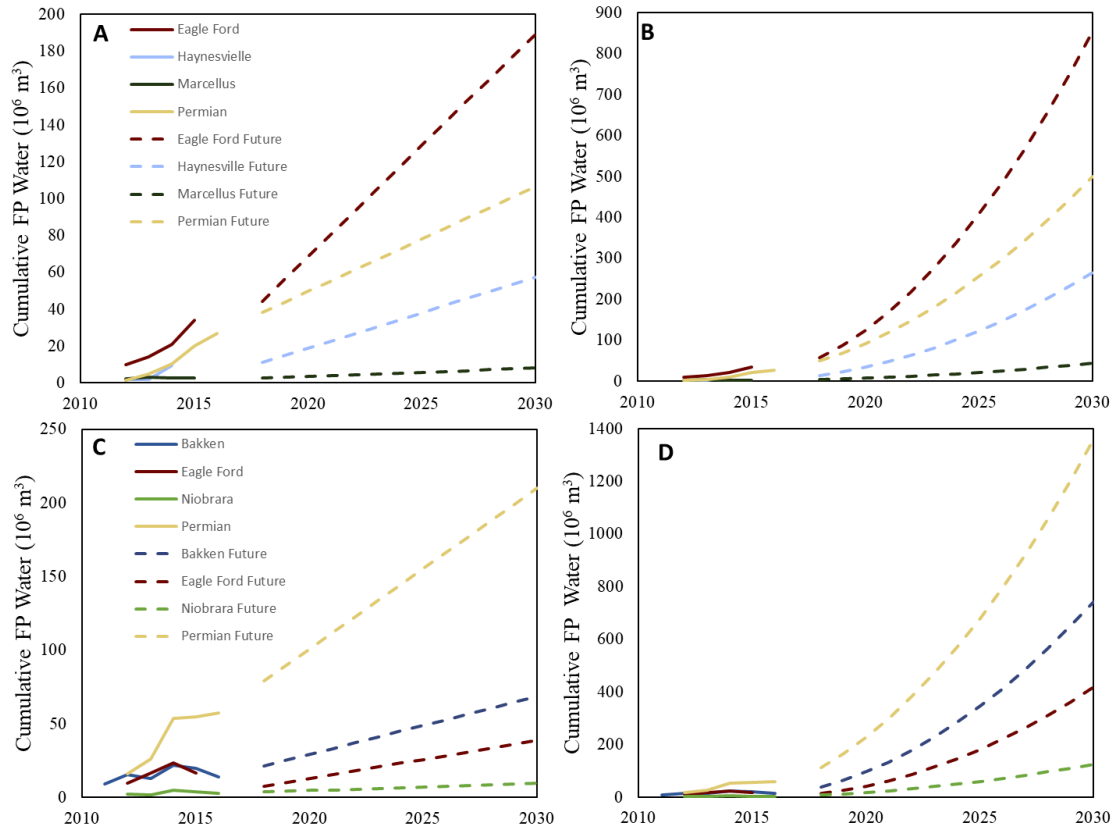 A
Cumulative FP Water (10⁶ m³)
200
180
160
140
120
100
80
60
40
20
0
Eagle Ford
Haynesvielle
Marcellus
Permian
Eagle Ford Future
Haynesville Future
Marcellus Future
Permian Future
2010 2015 2020 2025 2030
B
Cumulative FP Water (10⁶ m³)
900
800
700
600
500
400
300
200
100
0
2010 2015 2020 2025 2030
C
Cumulative FP Water (10⁶ m³)
250
200
150
100
50
0
Bakken
Eagle Ford
Niobrara
Permian
Bakken Future
Eagle Ford Future
Niobrara Future
Permian Future
2010 2015 2020 2025 2030
D
Cumulative FP Water (10⁶ m³)
1400
1200
1000
800
600
400
200
0
2010 2015 2020 2025 2030